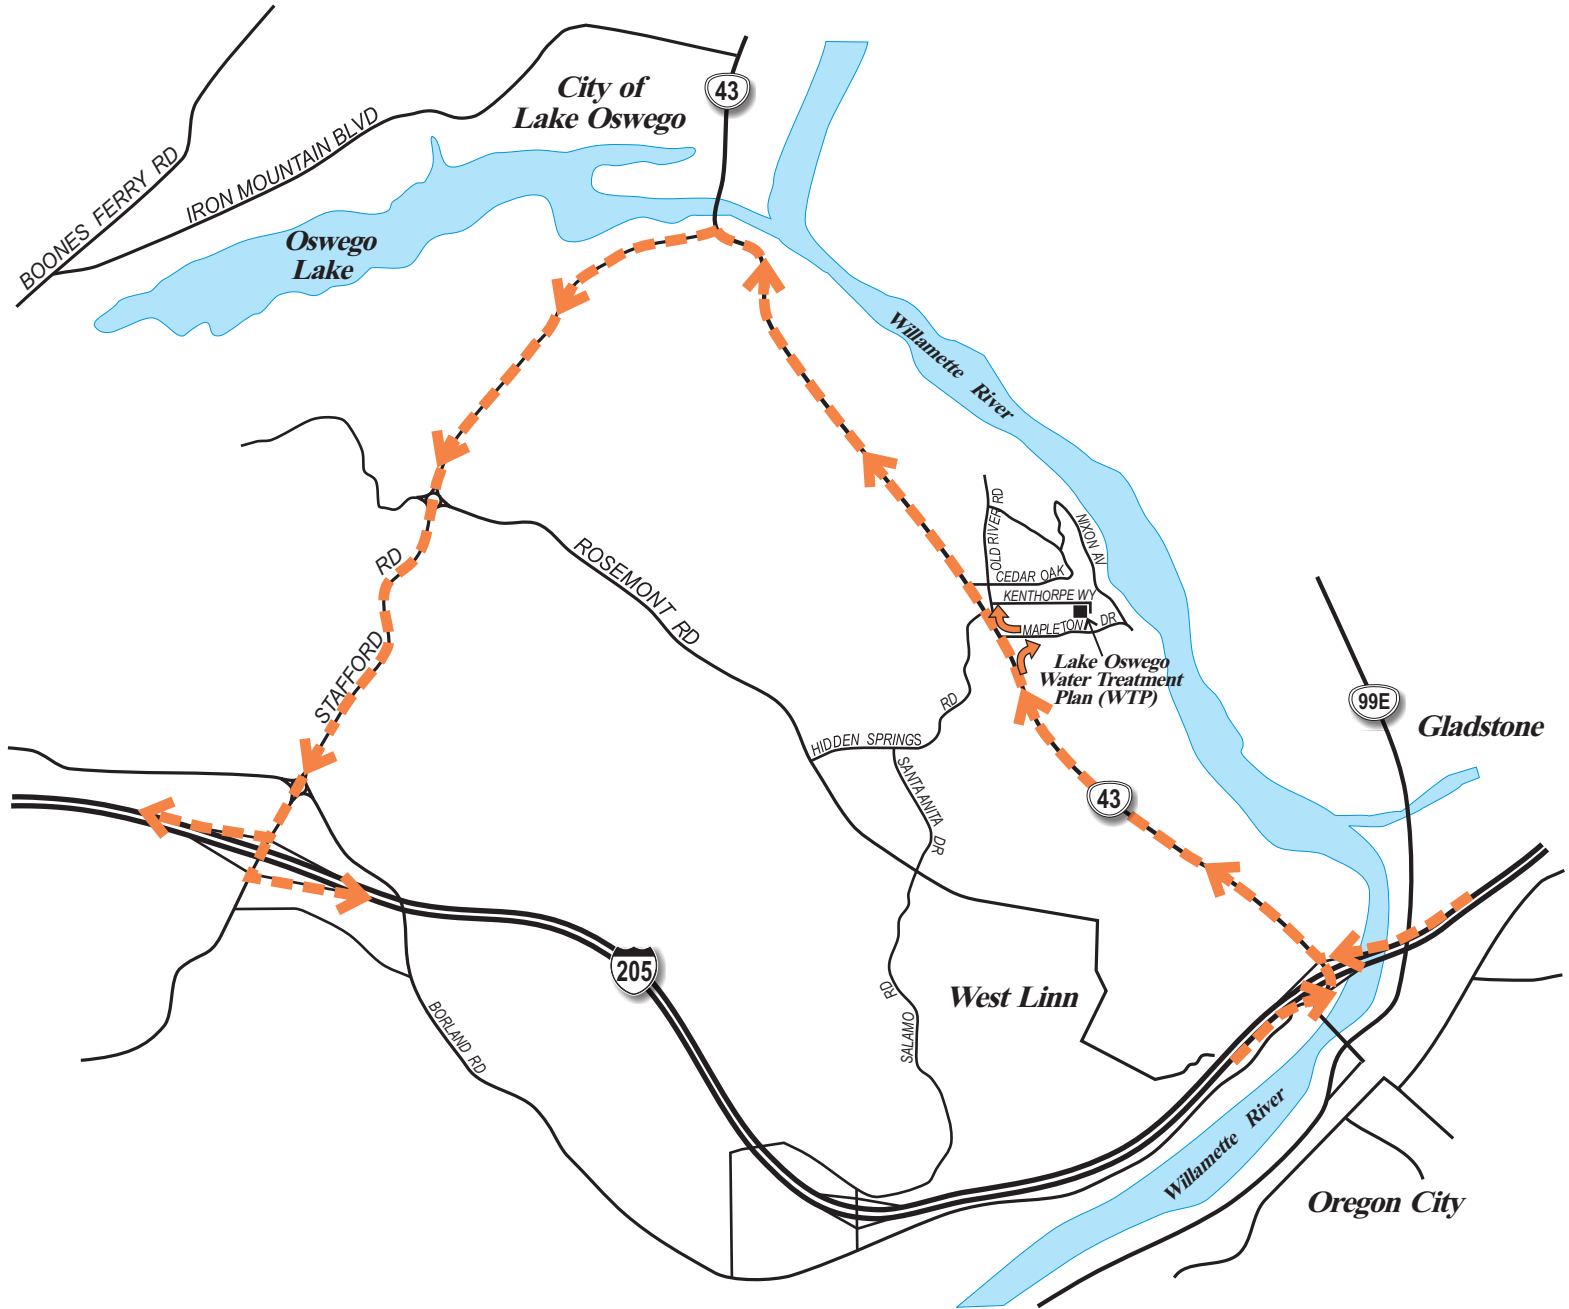 City of
Lake Oswego
43
BOONES FERRY RD
IRON MOUNTAIN BLVD
Oswego
Lake
Willamette River
OLD RIVER RD
NIXON AV
CEDAR OAK
KENTHORPE WY
MAPLETON DR
Lake Oswego
Water Treatment
Plan (WTP)
ROSEMONT RD
STAFFORD RD
HIDDEN SPRINGS RD
SANTA ANITA DR
43
99E
Gladstone
205
West Linn
SALAMO RD
BORLAND RD
Willamette River
Oregon City